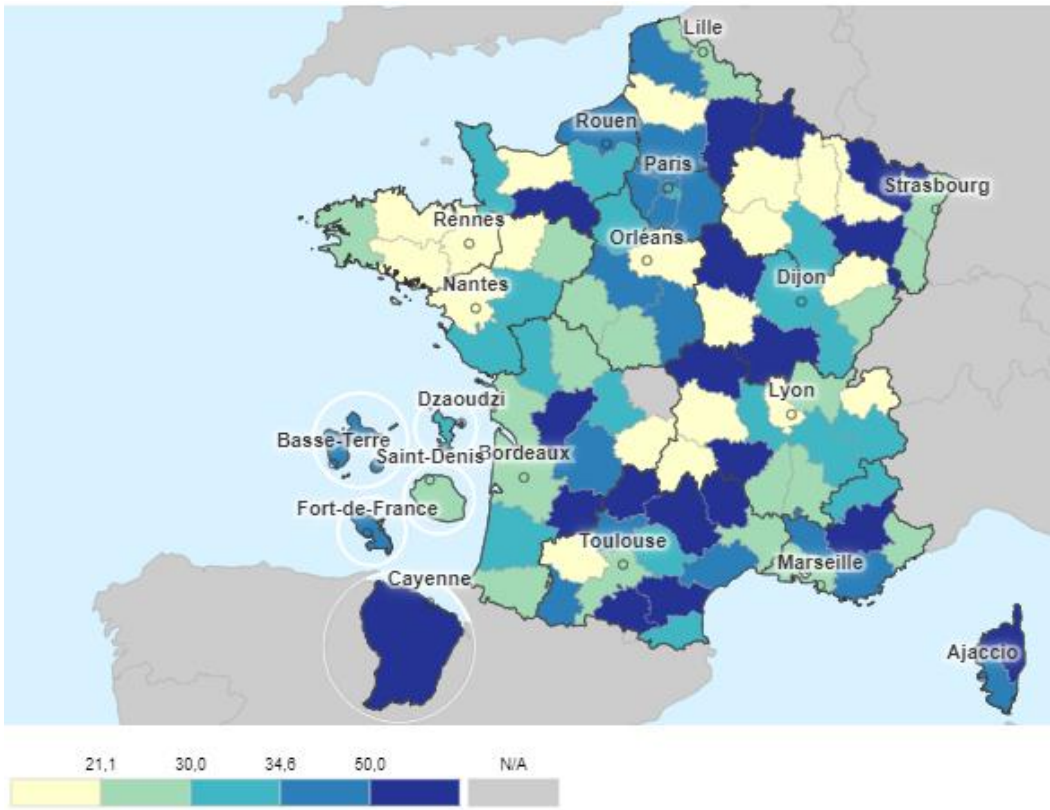 Lille
Rouen
Paris
Strasbourg
Rennes
Orléans
Nantes
Dijon
Lyon
Dzaoudzi
Basse-Terre
Saint-Denis
Bordeaux
Fort-de-France
Toulouse
Marseille
Cayenne
Ajaccio
21,1 30,0 34,6 50,0 N/A